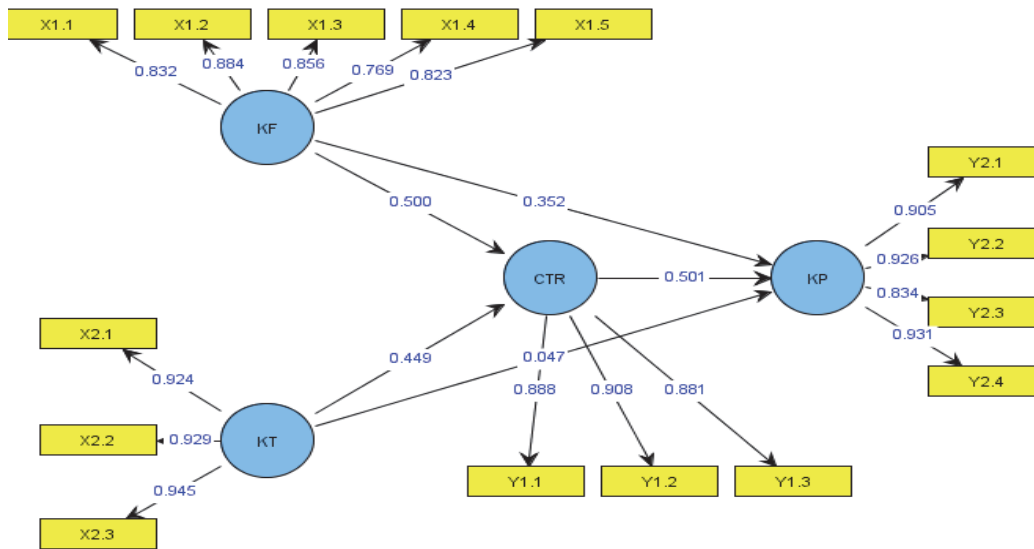 X1.1 X1.2 X1.3 X1.4 X1.5
0.832 0.884 0.856 0.769 0.823
KF
0.500 0.352
Y2.1
0.905
Y2.2
0.926
CTR 0.501 KP
0.834 Y2.3
0.931
X2.1
0.449 0.047
Y2.4
0.924 0.888 0.908 0.881
X2.2 0.929 KT
0.945
Y1.1 Y1.2 Y1.3
X2.3